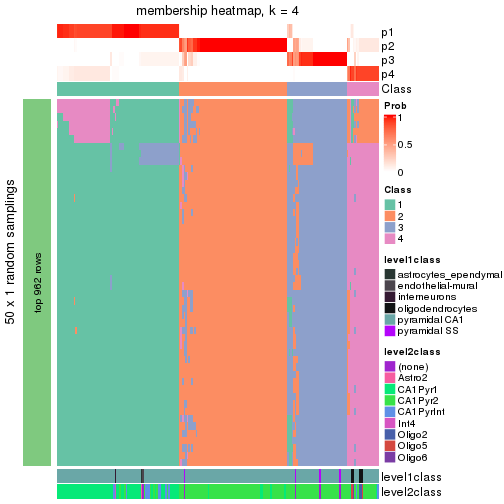 membership heatmap, k = 4
p1
p2
p3
p4
Class
Prob
1
0.5
0
Class
1
2
3
4
level1class
astrocytes_ependymal
endothelial-mural
interneurons
oligodendrocytes
pyramidal CA1
pyramidal SS
level2class
(none)
Astro2
CA1Pyr1
CA1Pyr2
CA1PyrInt
Int4
Oligo2
Oligo5
Oligo6
50 x 1 random samplings
top 962 rows
level1class
level2class